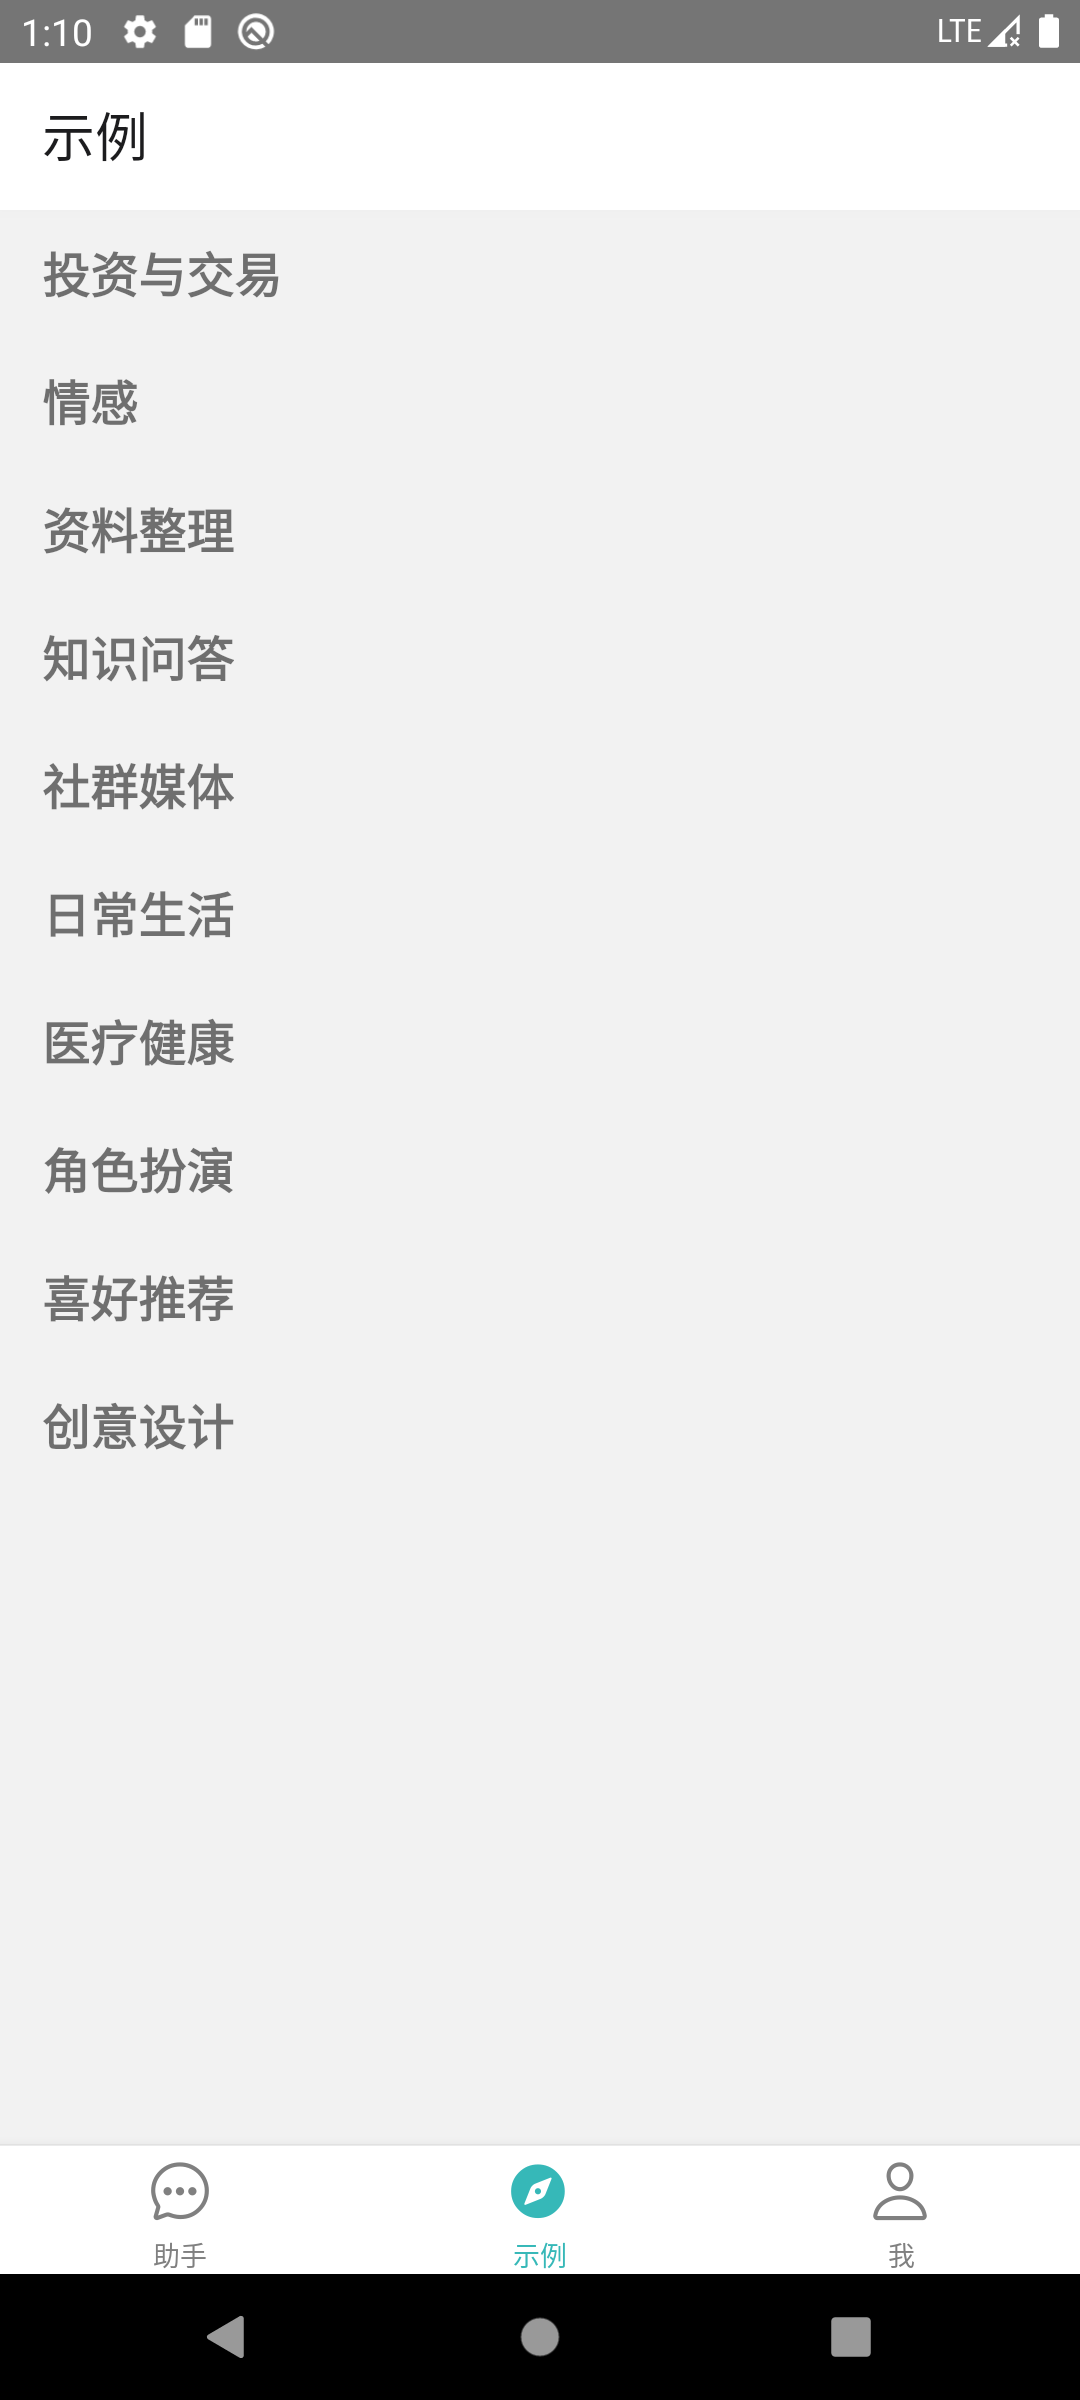 1:10 LTE
示例
投资与交易
情感
资料整理
知识问答
社群媒体
日常生活
医疗健康
角色扮演
喜好推荐
创意设计
助手 示例 我